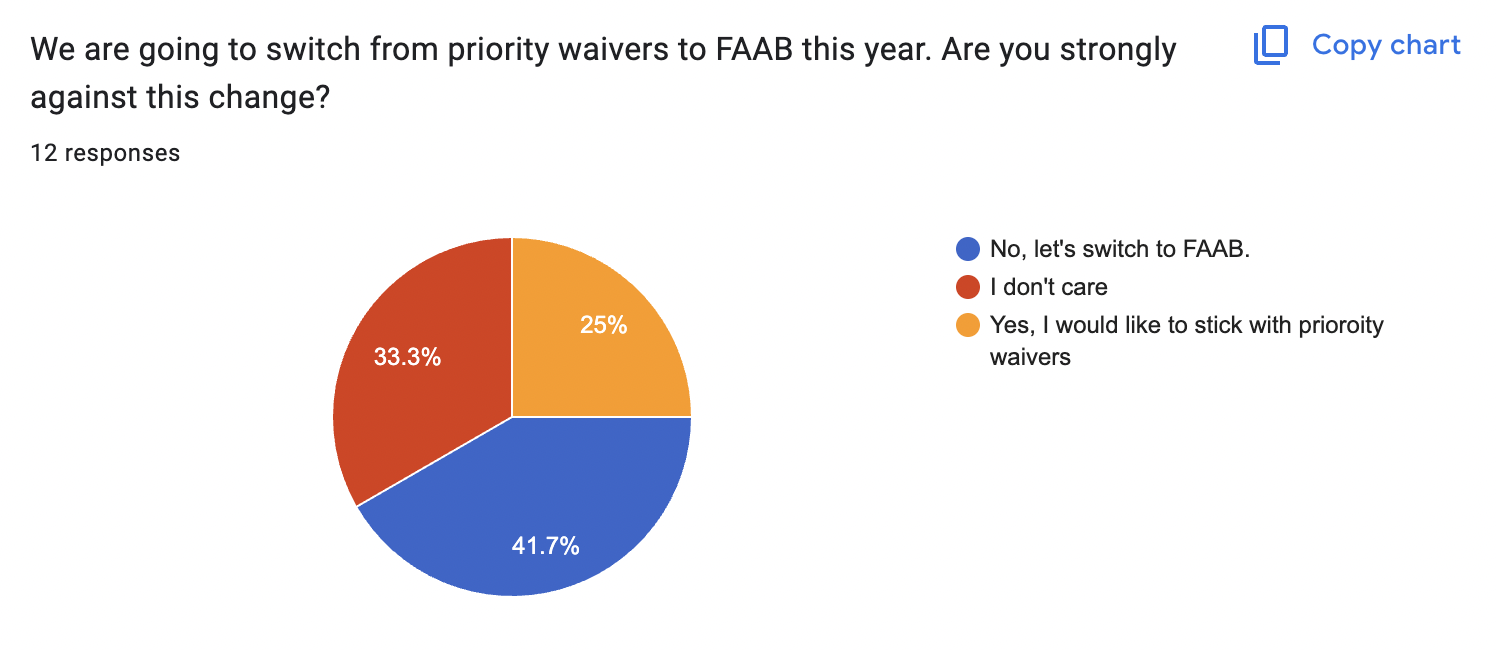 We are going to switch from priority waivers to FAAB this year. Are you strongly
against this change?
Copy chart
12 responses
25%
33.3%
41.7%
No, let's switch to FAAB.
I don't care
Yes, I would like to stick with prioroity
waivers